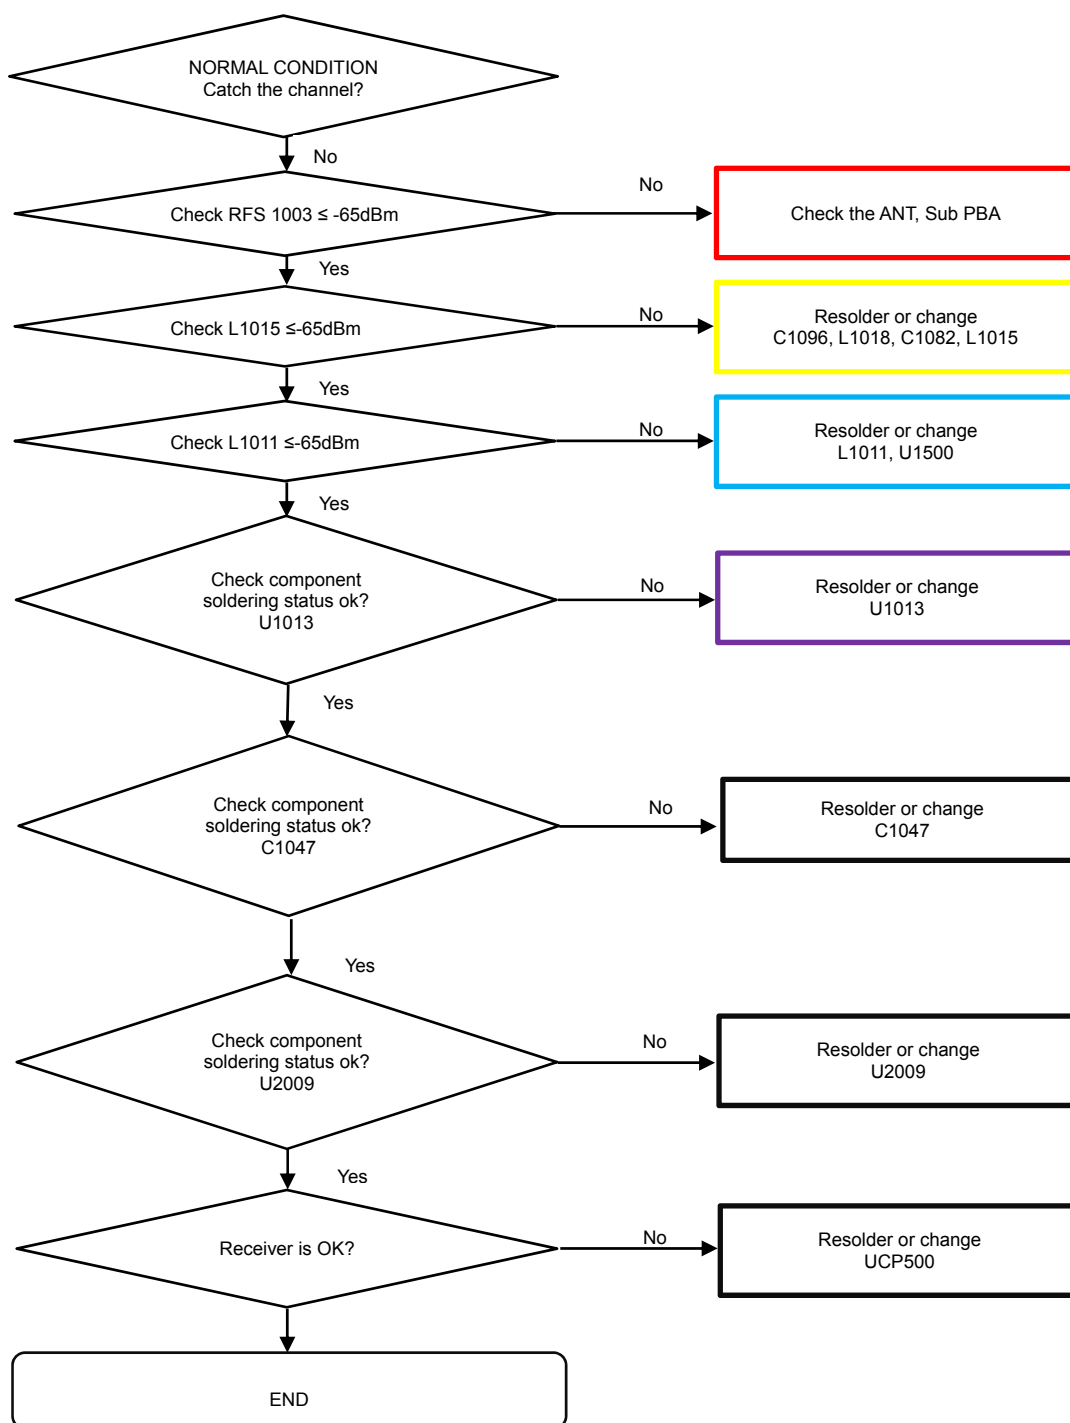 NORMAL CONDITION
Catch the channel?
No
Check RFS 1003 ≤ -65dBm
No
Check the ANT, Sub PBA
Yes
Check L1015 ≤-65dBm
No
Resolder or change
C1096, L1018, C1082, L1015
Yes
Check L1011 ≤-65dBm
No
Resolder or change
L1011, U1500
Yes
Check component
soldering status ok?
U1013
No
Resolder or change
U1013
Yes
Check component
soldering status ok?
C1047
No
Resolder or change
C1047
Yes
Check component
soldering status ok?
U2009
No
Resolder or change
U2009
Yes
Receiver is OK?
No
Resolder or change
UCP500
END